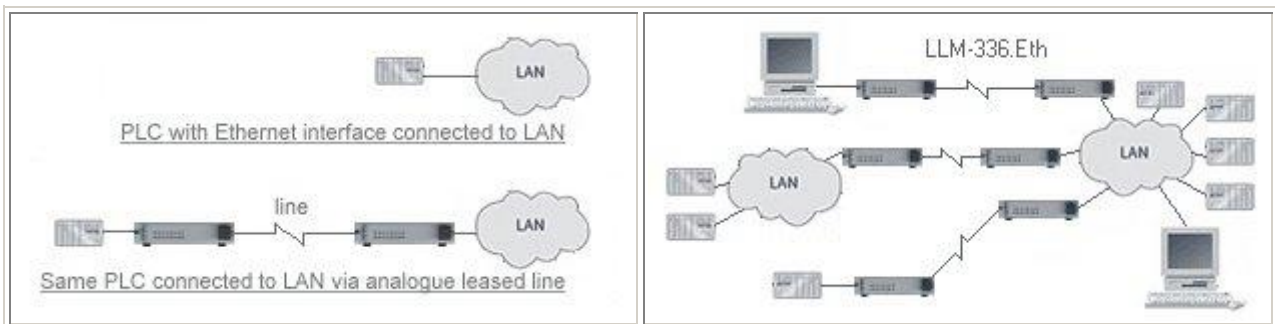 LAN
PLC with Ethernet interface connected to LAN
line
LAN
Same PLC connected to LAN via analogue leased line
LLM-336.Eth
LAN
LAN